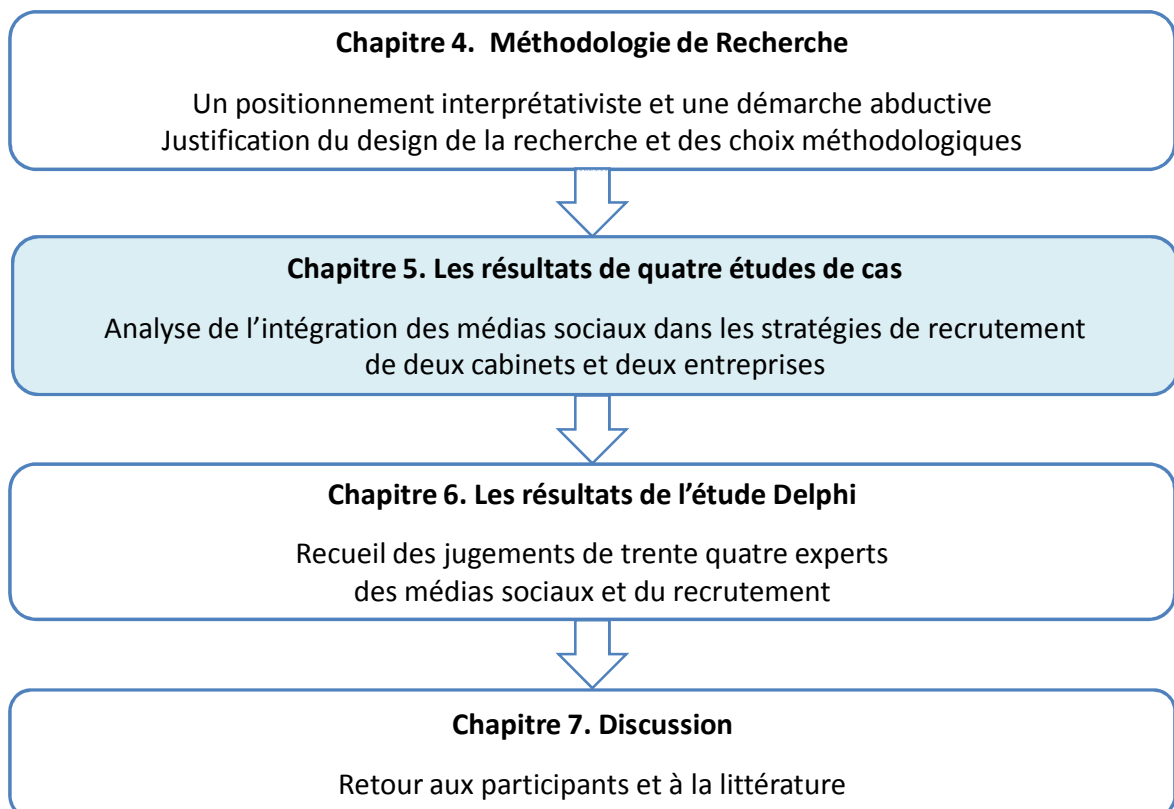 Chapitre 4.  Méthodologie de Recherche
Un positionnement interprétativiste et une démarche abductive
Justification du design de la recherche et des choix méthodologiques
Chapitre 5. Les résultats de quatre études de cas
Analyse de l’intégration des médias sociaux dans les stratégies de recrutement
de deux cabinets et deux entreprises
Chapitre 6. Les résultats de l’étude Delphi
Recueil des jugements de trente quatre experts
des médias sociaux et du recrutement
Chapitre 7. Discussion
Retour aux participants et à la littérature